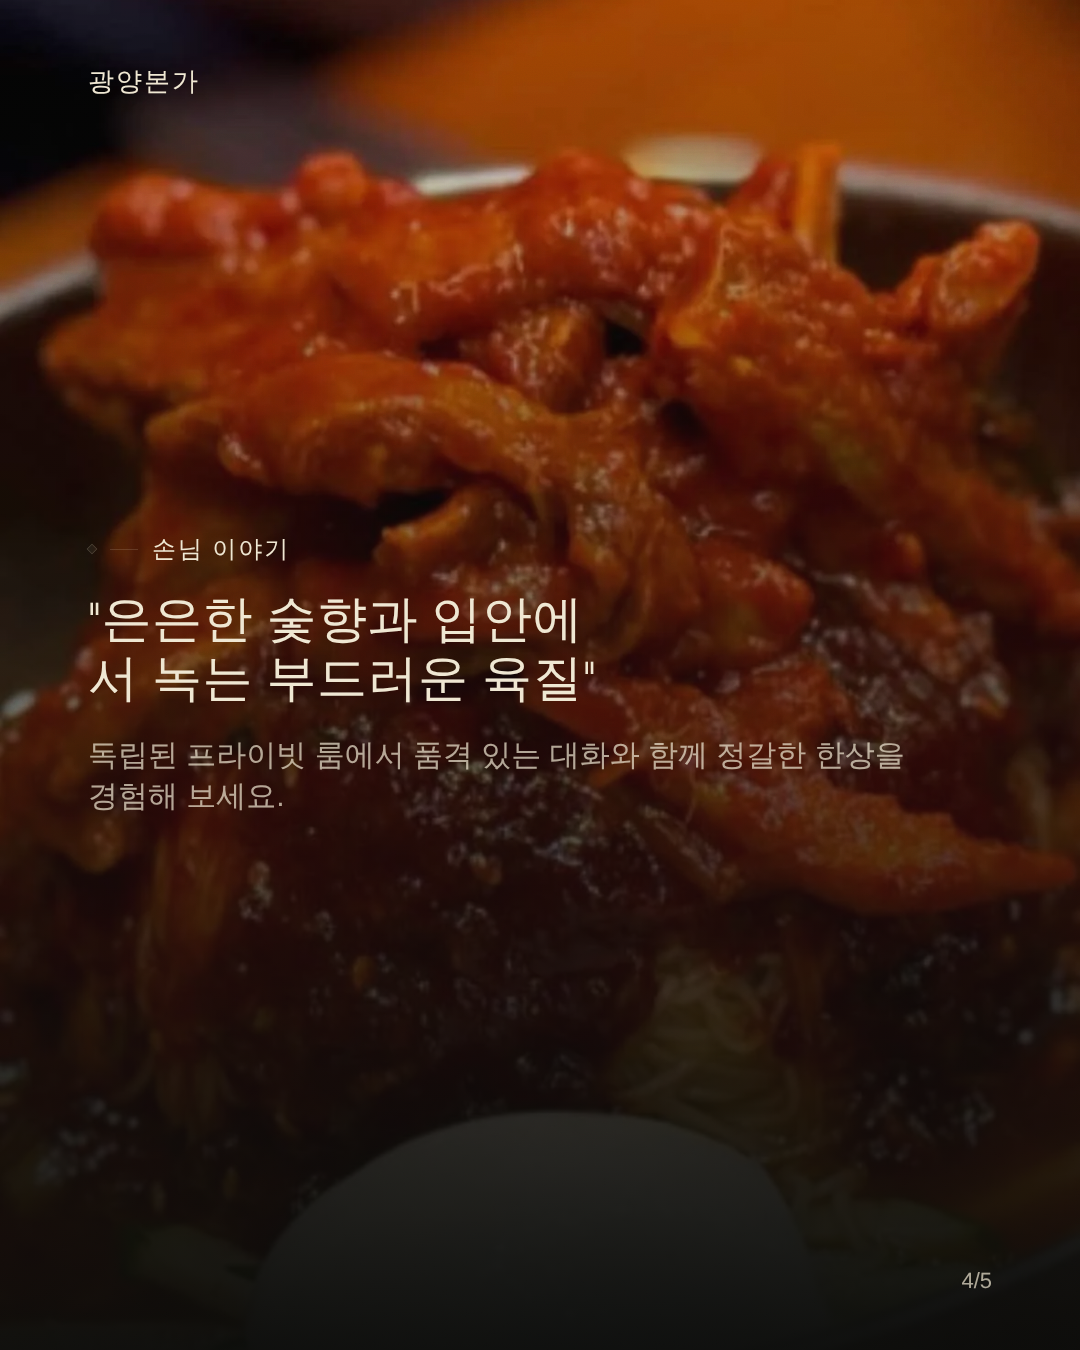 광양본가
손님 이야기
"은은한 숯향과 입안에
서 녹는 부드러운 육질"
독립된 프라이빗 룸에서 품격 있는 대화와 함께 정갈한 한상을
경험해 보세요.
4/5